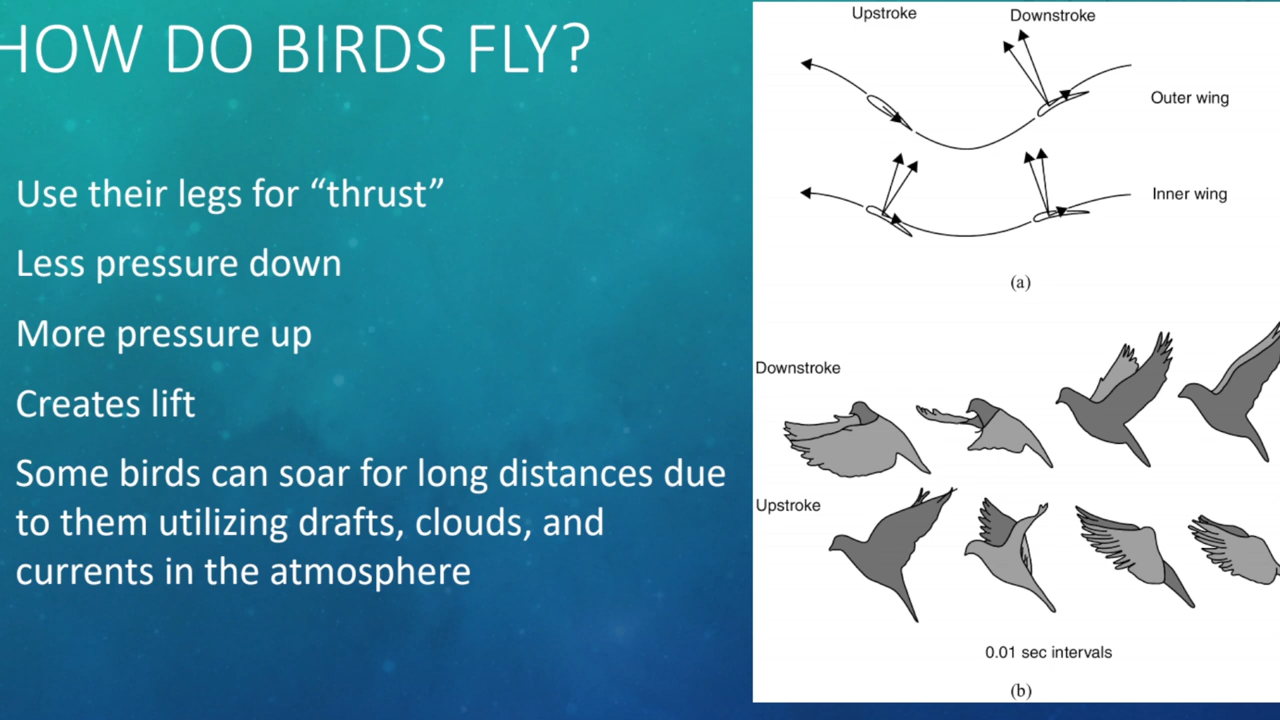 HOW DO BIRDS FLY?
Use their legs for “thrust”
Less pressure down
More pressure up
Creates lift
Some birds can soar for long distances due
to them utilizing drafts, clouds, and
currents in the atmosphere
Upstroke
Downstroke
Outer wing
Inner wing
(a)
Downstroke
Upstroke
0.01 sec intervals
(b)